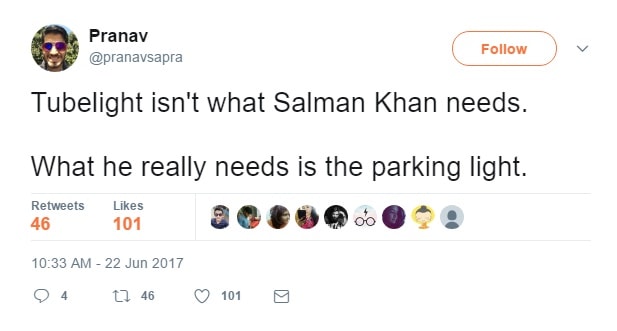 Pranav
@pranavsapra
Follow
Tubelight isn't what Salman Khan needs.
What he really needs is the parking light.
Retweets Likes
46 101
10:33 AM - 22 Jun 2017
4 46 101